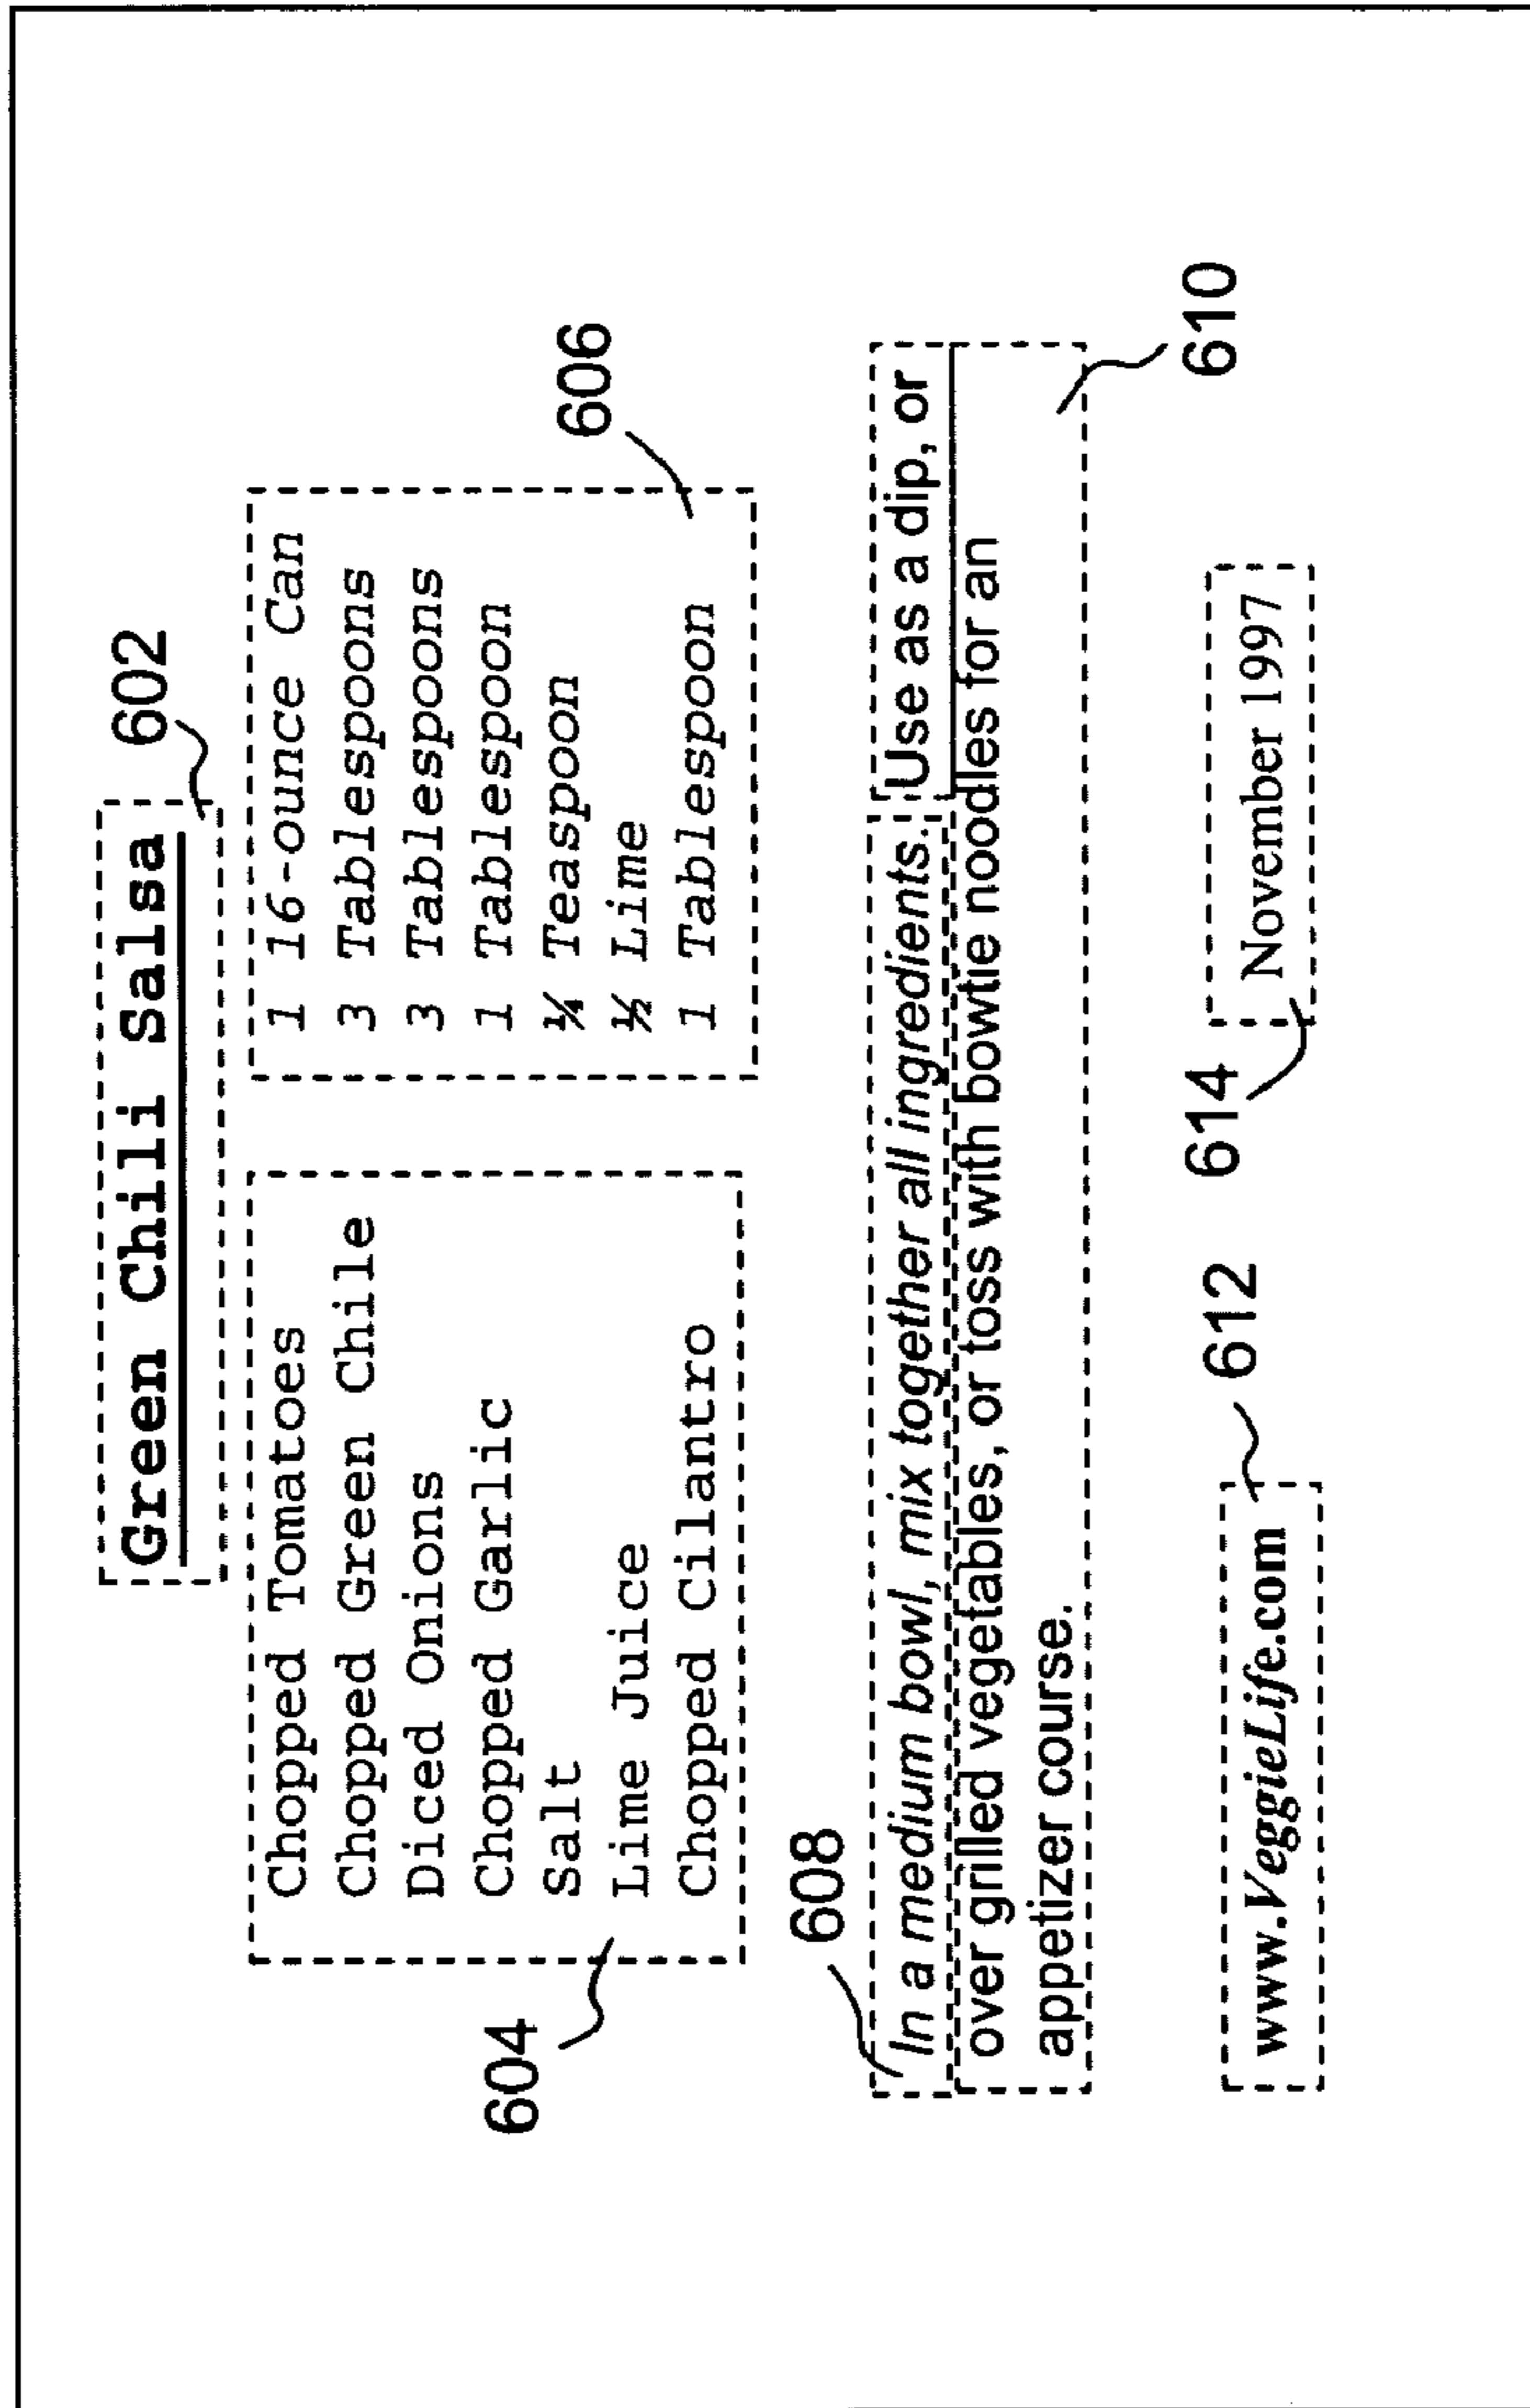 Green Chili Salsa 602
Chopped Tomatoes 1 16-ounce Can
Chopped Green Chile 3 Tablespoons
Diced Onions 3 Tablespoons
Chopped Garlic 1 Tablespoon
Salt ¼ Teaspoon
Lime Juice ½ Lime
Chopped Cilantro 1 Tablespoon
604
606
608
In a medium bowl, mix together all ingredients. Use as a dip, or
over grilled vegetables, or toss with bowtie noodles for an
appetizer course.
610
612
614
www.VeggieLife.com November 1997